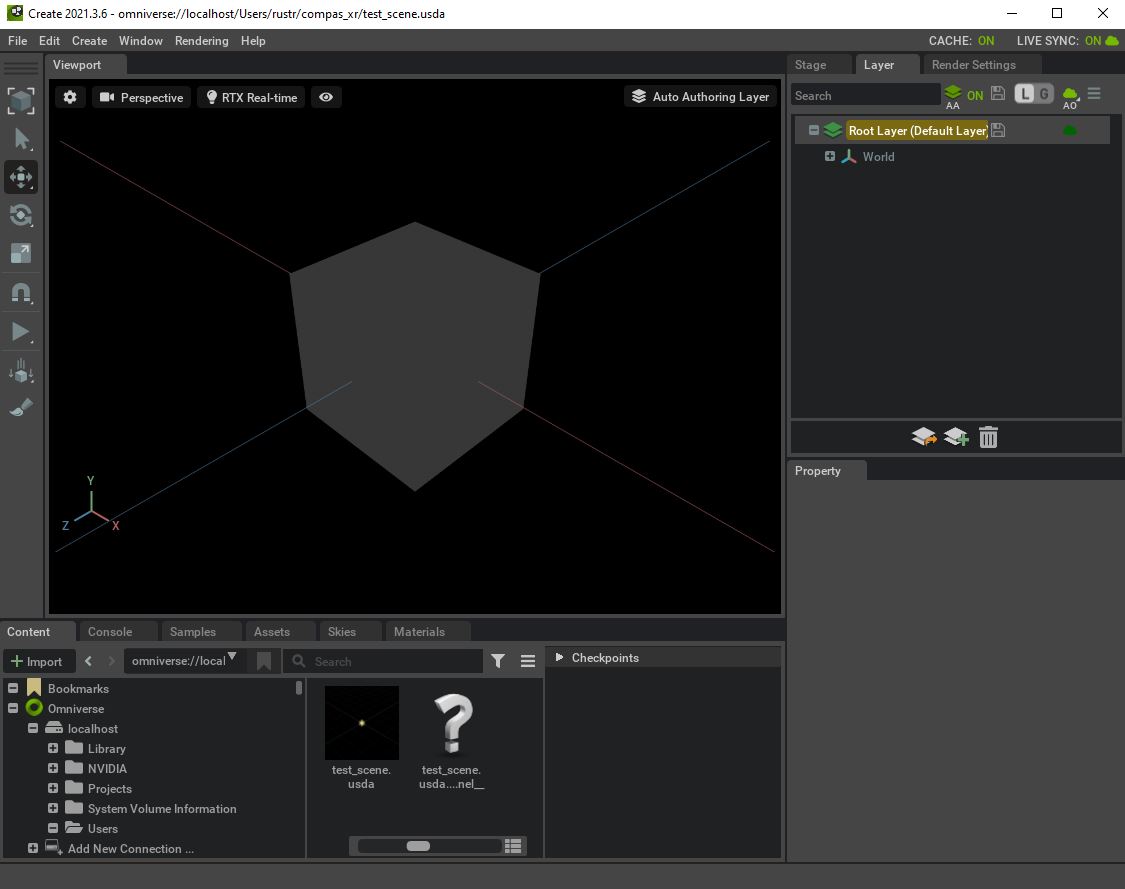 Create 2021.3.6 - omniverse://localhost/Users/rustr/compas_xr/test_scene.usda
File Edit Create Window Rendering Help
CACHE: ON LIVE SYNC: ON
Viewport
Perspective
RTX Real-time
Auto Authoring Layer
Y
Z
X
Stage Layer Render Settings
Search
AA
ON
L G
AO
Root Layer (Default Layer)
World
Property
Content Console Samples Assets Skies Materials
Import
omniverse://local
Search
Bookmarks
Omniverse
localhost
Library
NVIDIA
Projects
System Volume Information
Users
Add New Connection ...
test_scene.
usda
test_scene.
usda....nel__
Checkpoints